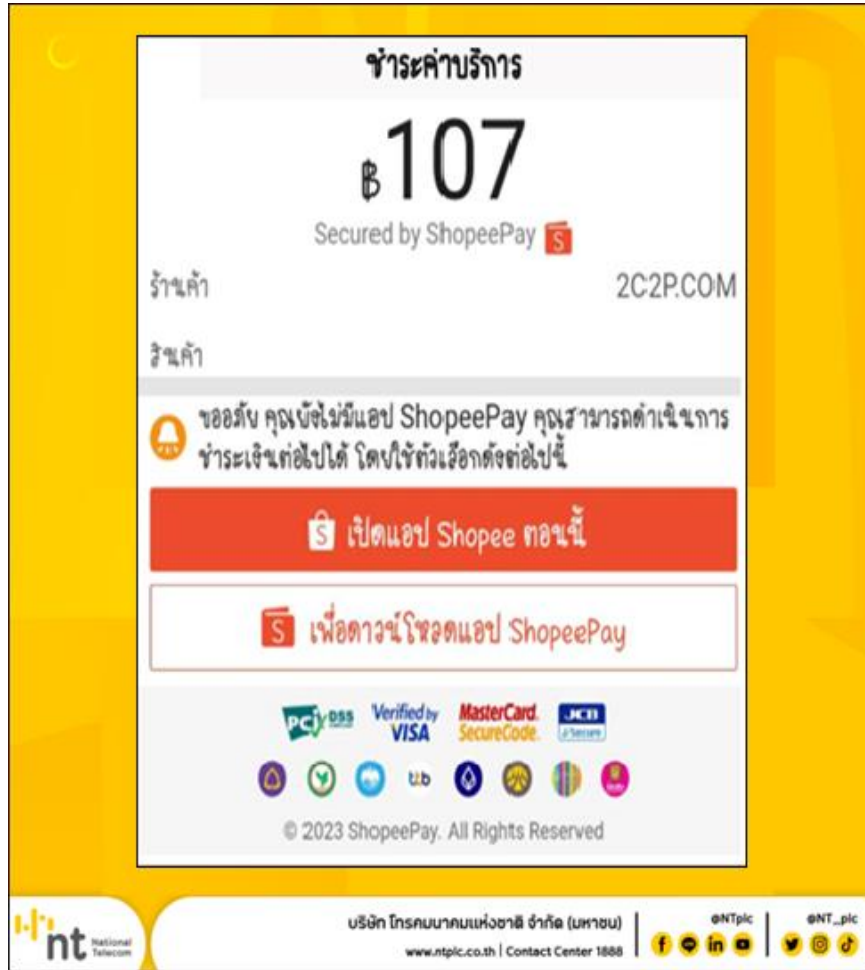 ชำระค่าบริการ
฿107
Secured by ShopeePay
ร้านค้า 2C2P.COM
สินค้า
ขออภัย คุณยังไม่มีแอป ShopeePay คุณสามารถดำเนินการ
ชำระเงินต่อไปได้ โดยใช้ตัวเลือกดังต่อไปนี้
เปิดแอป Shopee ตอนนี้
เพื่อดาวน์โหลดแอป ShopeePay
PCI DSS Verified by VISA MasterCard. SecureCode. JCB J/Secure
ttb
© 2023 ShopeePay. All Rights Reserved
nt National Telecom
บริษัท โทรคมนาคมแห่งชาติ จำกัด (มหาชน)
www.ntplc.co.th | Contact Center 1888
@NTplc
@NT_plc